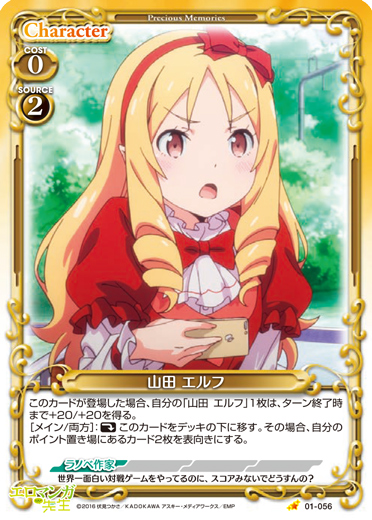 Precious Memories
Character
COST
0
SOURCE
2
山田 エルフ
このカードが登場した場合、自分の「山田 エルフ」1枚は、ターン終了時
まで+20/+20を得る。
[メイン/両方]：このカードをデッキの下に移す。その場合、自分の
ポイント置き場にあるカード2枚を表向きにする。
ラノベ作家
世界一面白い対戦ゲームをやってるのに、スコアみないでどうすんの？
エロマンガ先生
©2016 伏見つかさ/KADOKAWA アスキー・メディアワークス/EMP
01-056